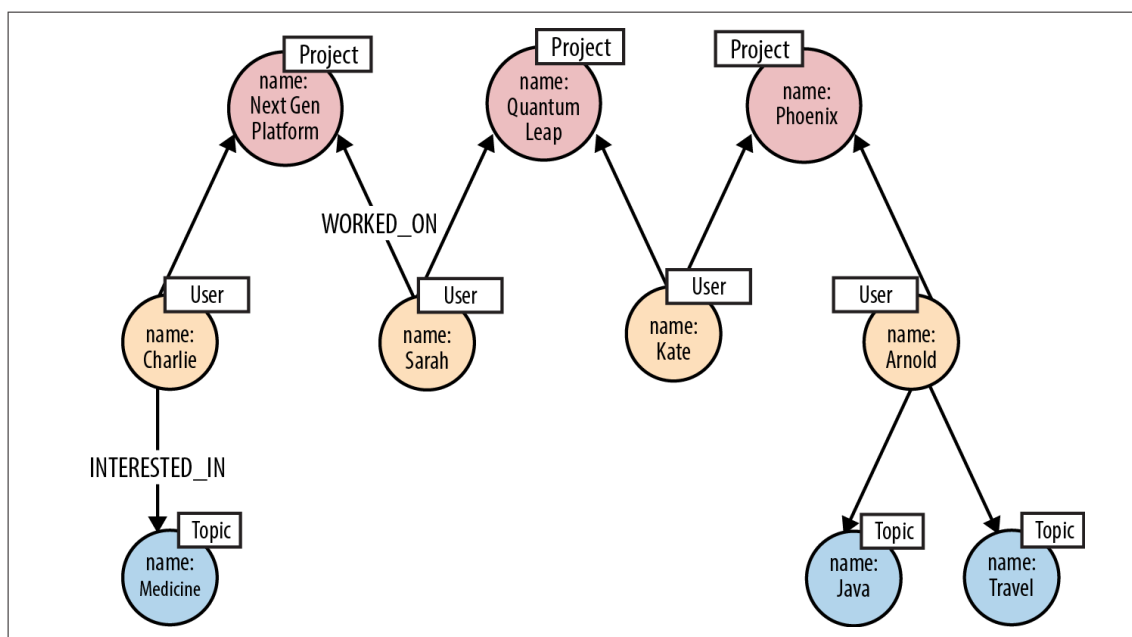 Project
name:
Next Gen
Platform
Project
name:
Quantum
Leap
Project
name:
Phoenix
WORKED_ON
User
name:
Charlie
User
name:
Sarah
User
name:
Kate
User
name:
Arnold
INTERESTED_IN
Topic
name:
Medicine
Topic
name:
Java
Topic
name:
Travel